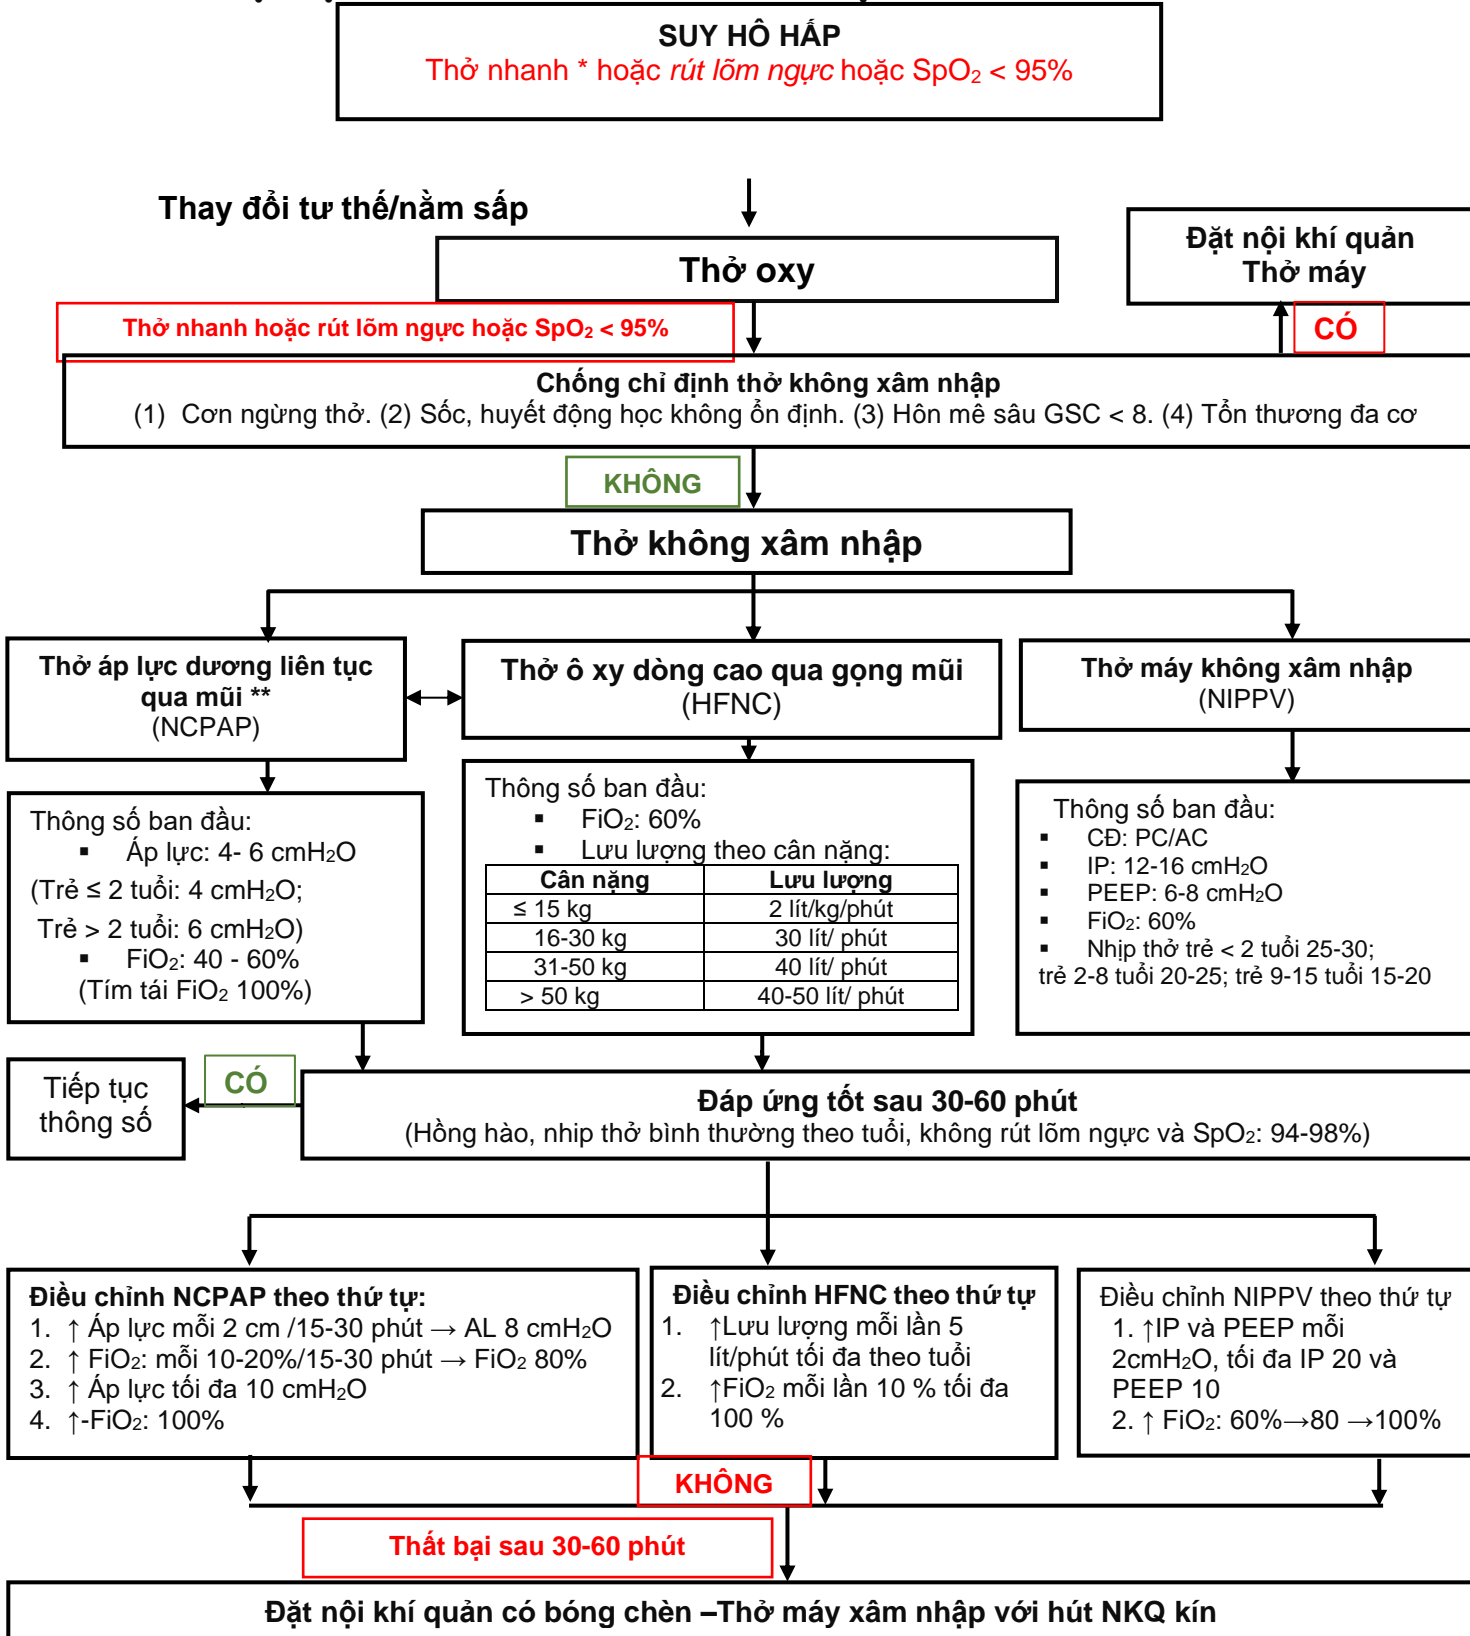 SUY HÔ HẤP
Thở nhanh * hoặc rút lõm ngực hoặc SpO₂ < 95%
Thay đổi tư thế/nằm sấp
Thở oxy
Đặt nội khí quản
Thở máy
Thở nhanh hoặc rút lõm ngực hoặc SpO₂ < 95%
CÓ
Chống chỉ định thở không xâm nhập
(1) Cơn ngừng thở. (2) Sốc, huyết động học không ổn định. (3) Hôn mê sâu GSC < 8. (4) Tổn thương đa cơ
KHÔNG
Thở không xâm nhập
Thở áp lực dương liên tục
qua mũi **
(NCPAP)
Thở ô xy dòng cao qua gọng mũi
(HFNC)
Thở máy không xâm nhập
(NIPPV)
Thông số ban đầu:
▪ Áp lực: 4- 6 cmH₂O
(Trẻ ≤ 2 tuổi: 4 cmH₂O;
Trẻ > 2 tuổi: 6 cmH₂O)
▪ FiO₂: 40 - 60%
(Tím tái FiO₂ 100%)
Thông số ban đầu:
▪ FiO₂: 60%
▪ Lưu lượng theo cân nặng:
Cân nặng Lưu lượng
≤ 15 kg 2 lít/kg/phút
16-30 kg 30 lít/ phút
31-50 kg 40 lít/ phút
> 50 kg 40-50 lít/ phút
Thông số ban đầu:
▪ CĐ: PC/AC
▪ IP: 12-16 cmH₂O
▪ PEEP: 6-8 cmH₂O
▪ FiO₂: 60%
▪ Nhịp thở trẻ < 2 tuổi 25-30;
trẻ 2-8 tuổi 20-25; trẻ 9-15 tuổi 15-20
Tiếp tục
thông số
CÓ
Đáp ứng tốt sau 30-60 phút
(Hồng hào, nhip thở bình thường theo tuổi, không rút lõm ngực và SpO₂: 94-98%)
Điều chỉnh NCPAP theo thứ tự:
1. ↑ Áp lực mỗi 2 cm /15-30 phút → AL 8 cmH₂O
2. ↑ FiO₂: mỗi 10-20%/15-30 phút → FiO₂ 80%
3. ↑ Áp lực tối đa 10 cmH₂O
4. ↑-FiO₂: 100%
Điều chỉnh HFNC theo thứ tự
1. ↑Lưu lượng mỗi lần 5
lít/phút tối đa theo tuổi
2. ↑FiO₂ mỗi lần 10 % tối đa
100 %
Điều chỉnh NIPPV theo thứ tự
1. ↑IP và PEEP mỗi
2cmH₂O, tối đa IP 20 và
PEEP 10
2. ↑ FiO₂: 60%→80 →100%
KHÔNG
Thất bại sau 30-60 phút
Đặt nội khí quản có bóng chèn –Thở máy xâm nhập với hút NKQ kín